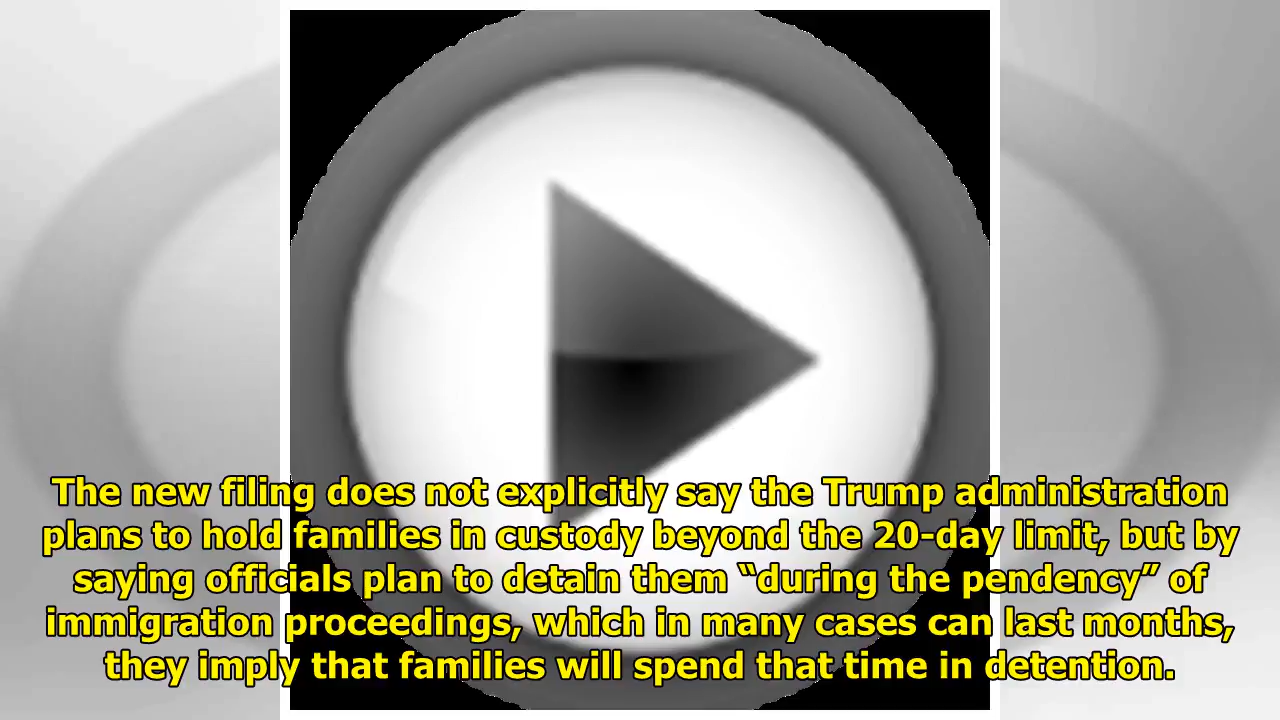 The new filing does not explicitly say the Trump administration
plans to hold families in custody beyond the 20-day limit, but by
saying officials plan to detain them “during the pendency” of
immigration proceedings, which in many cases can last months,
they imply that families will spend that time in detention.